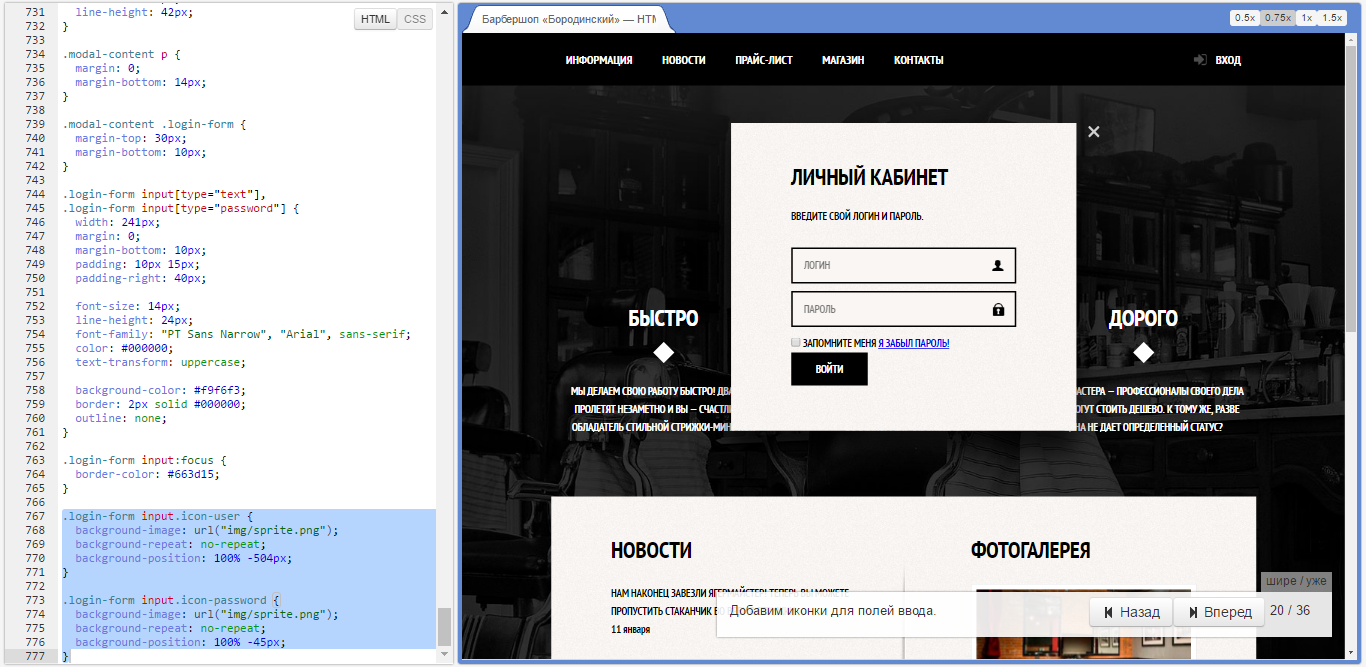 731 line-height: 42px;
732 }
733
734 .modal-content p {
735 margin: 0;
736 margin-bottom: 14px;
737 }
738
739 .modal-content .login-form {
740 margin-top: 30px;
741 margin-bottom: 10px;
742 }
743
744 .login-form input[type="text"],
745 .login-form input[type="password"] {
746 width: 241px;
747 margin: 0;
748 margin-bottom: 10px;
749 padding: 10px 15px;
750 padding-right: 40px;
751
752 font-size: 14px;
753 line-height: 24px;
754 font-family: "PT Sans Narrow", "Arial", sans-serif;
755 color: #000000;
756 text-transform: uppercase;
757
758 background-color: #f9f6f3;
759 border: 2px solid #000000;
760 outline: none;
761 }
762
763 .login-form input:focus {
764 border-color: #663d15;
765 }
766
767 .login-form input.icon-user {
768 background-image: url("img/sprite.png");
769 background-repeat: no-repeat;
770 background-position: 100% -504px;
771 }
772
773 .login-form input.icon-password {
774 background-image: url("img/sprite.png");
775 background-repeat: no-repeat;
776 background-position: 100% -45px;
777 }
HTML CSS
Барбершоп «Бородинский» — HTM
0.5x 0.75x 1x 1.5x
ИНФОРМАЦИЯ НОВОСТИ ПРАЙС-ЛИСТ МАГАЗИН КОНТАКТЫ ВХОД
ЛИЧНЫЙ КАБИНЕТ
ВВЕДИТЕ СВОЙ ЛОГИН И ПАРОЛЬ.
ЛОГИН
ПАРОЛЬ
ЗАПОМНИТЕ МЕНЯ Я ЗАБЫЛ ПАРОЛЬ!
ВОЙТИ
БЫСТРО
МЫ ДЕЛАЕМ СВОЮ РАБОТУ БЫСТРО! ДВА
ПРОЛЕТЯТ НЕЗАМЕТНО И ВЫ — СЧАСТЛИ
ОБЛАДАТЕЛЬ СТИЛЬНОЙ СТРИЖКИ-МИН
ДОРОГО
АСТЕРА — ПРОФЕССИОНАЛЫ СВОЕГО ДЕЛА
ОГУТ СТОИТЬ ДЕШЕВО. К ТОМУ ЖЕ, РАЗВЕ
НА НЕ ДАЕТ ОПРЕДЕЛЕННЫЙ СТАТУС?
НОВОСТИ
НАМ НАКОНЕЦ ЗАВЕЗЛИ ЯГЕРМАЙСТЕР! ТЕПЕРЬ ВЫ МОЖЕТЕ
ПРОПУСТИТЬ СТАКАНЧИК
11 января
ФОТОГАЛЕРЕЯ
шире / уже
Добавим иконки для полей ввода.
Назад Вперед 20 / 36